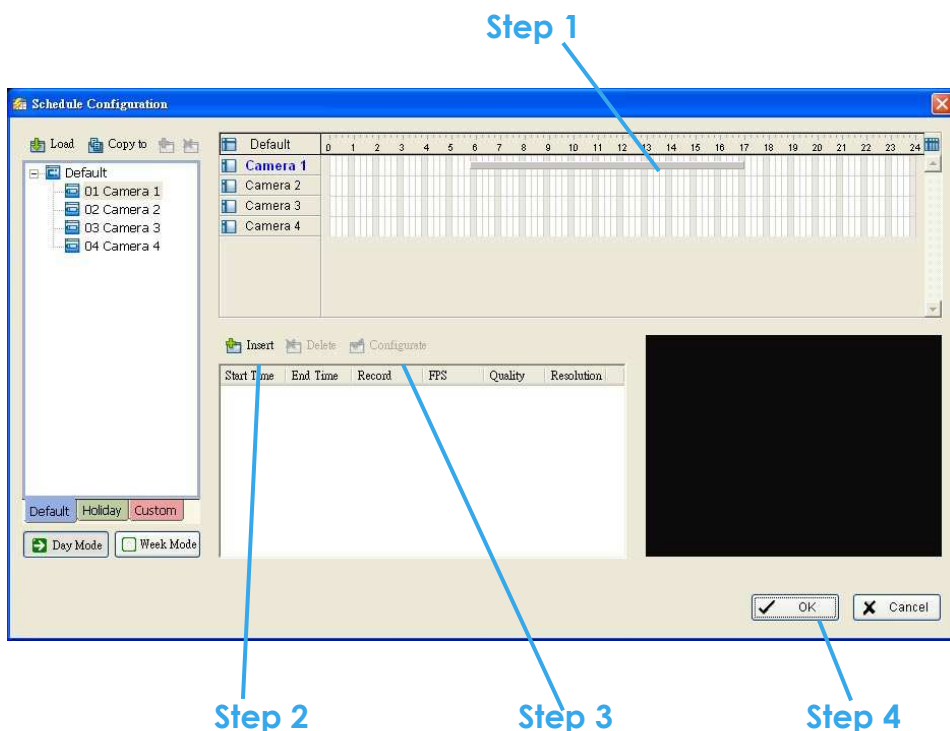 Step 1
Schedule Configuration
Load Copy to
Default
01 Camera 1
02 Camera 2
03 Camera 3
04 Camera 4
Default Holiday Custom
Day Mode Week Mode
Default 0 1 2 3 4 5 6 7 8 9 10 11 12 13 14 15 16 17 18 19 20 21 22 23 24
Camera 1
Camera 2
Camera 3
Camera 4
Insert Delete Configurate
Start Time End Time Record FPS Quality Resolution
OK Cancel
Step 2 Step 3 Step 4